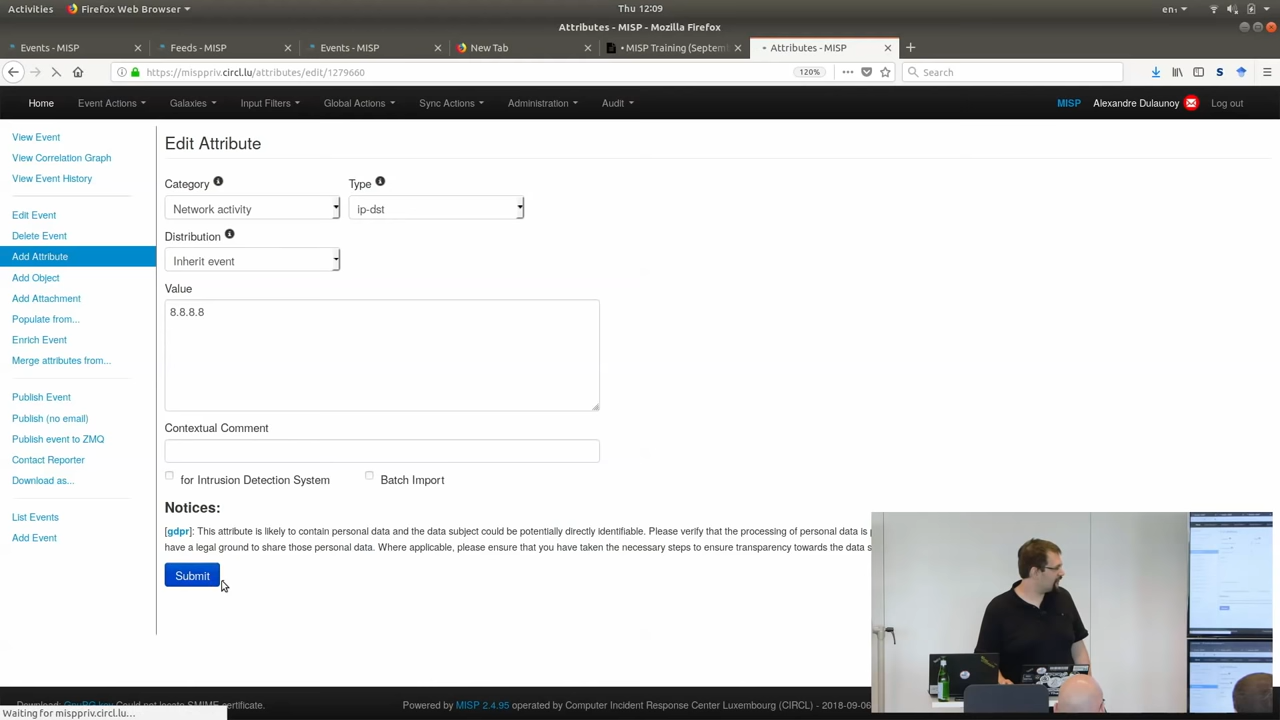 Activities Firefox Web Browser Thu 12:09 en₁
Attributes - MISP - Mozilla Firefox
Events - MISP Feeds - MISP Events - MISP New Tab • MISP Training (Septem Attributes - MISP
https://misppriv.circl.lu/attributes/edit/1279660 120% Search
Home Event Actions Galaxies Input Filters Global Actions Sync Actions Administration Audit MISP Alexandre Dulaunoy Log out
View Event
View Correlation Graph
View Event History
Edit Event
Delete Event
Add Attribute
Add Object
Add Attachment
Populate from...
Enrich Event
Merge attributes from...
Publish Event
Publish (no email)
Publish event to ZMQ
Contact Reporter
Download as...
List Events
Add Event
Edit Attribute
Category Type
Network activity ip-dst
Distribution
Inherit event
Value
8.8.8.8
Contextual Comment
for Intrusion Detection System Batch Import
Notices:
[gdpr]: This attribute is likely to contain personal data and the data subject could be potentially directly identifiable. Please verify that the processing of personal data is
have a legal ground to share those personal data. Where applicable, please ensure that you have taken the necessary steps to ensure transparency towards the data s
Submit
Download: GnuPG key Could not locate SMIME certificate. Powered by MISP 2.4.95 operated by Computer Incident Response Center Luxembourg (CIRCL) - 2018-09-06
Waiting for misppriv.circl.lu...